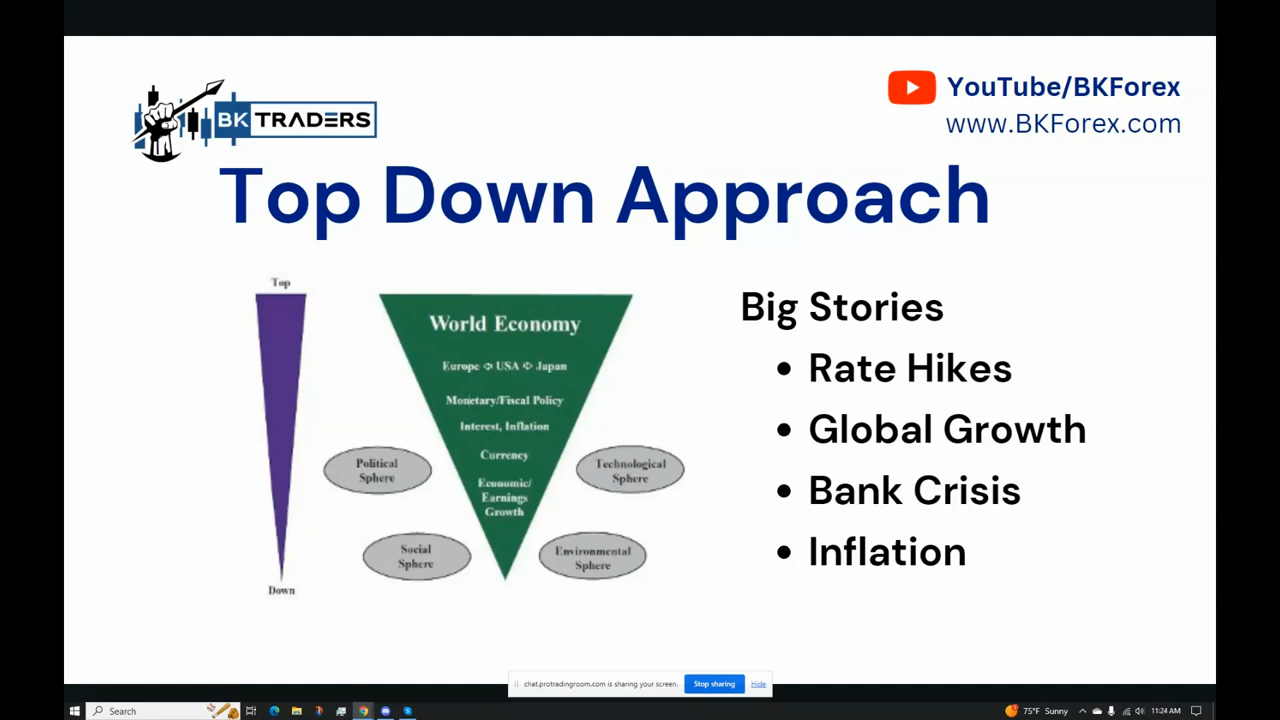 BK TRADERS
YouTube/BKForex
www.BKForex.com
Top Down Approach
Top
Down
World Economy
Europe ⇦ USA ⇨ Japan
Monetary/Fiscal Policy
Interest, Inflation
Currency
Economic/
Earnings
Growth
Political
Sphere
Technological
Sphere
Social
Sphere
Environmental
Sphere
Big Stories
• Rate Hikes
• Global Growth
• Bank Crisis
• Inflation
chat.protradingroom.com is sharing your screen.
Stop sharing
Hide
Search
75°F Sunny
11:24 AM